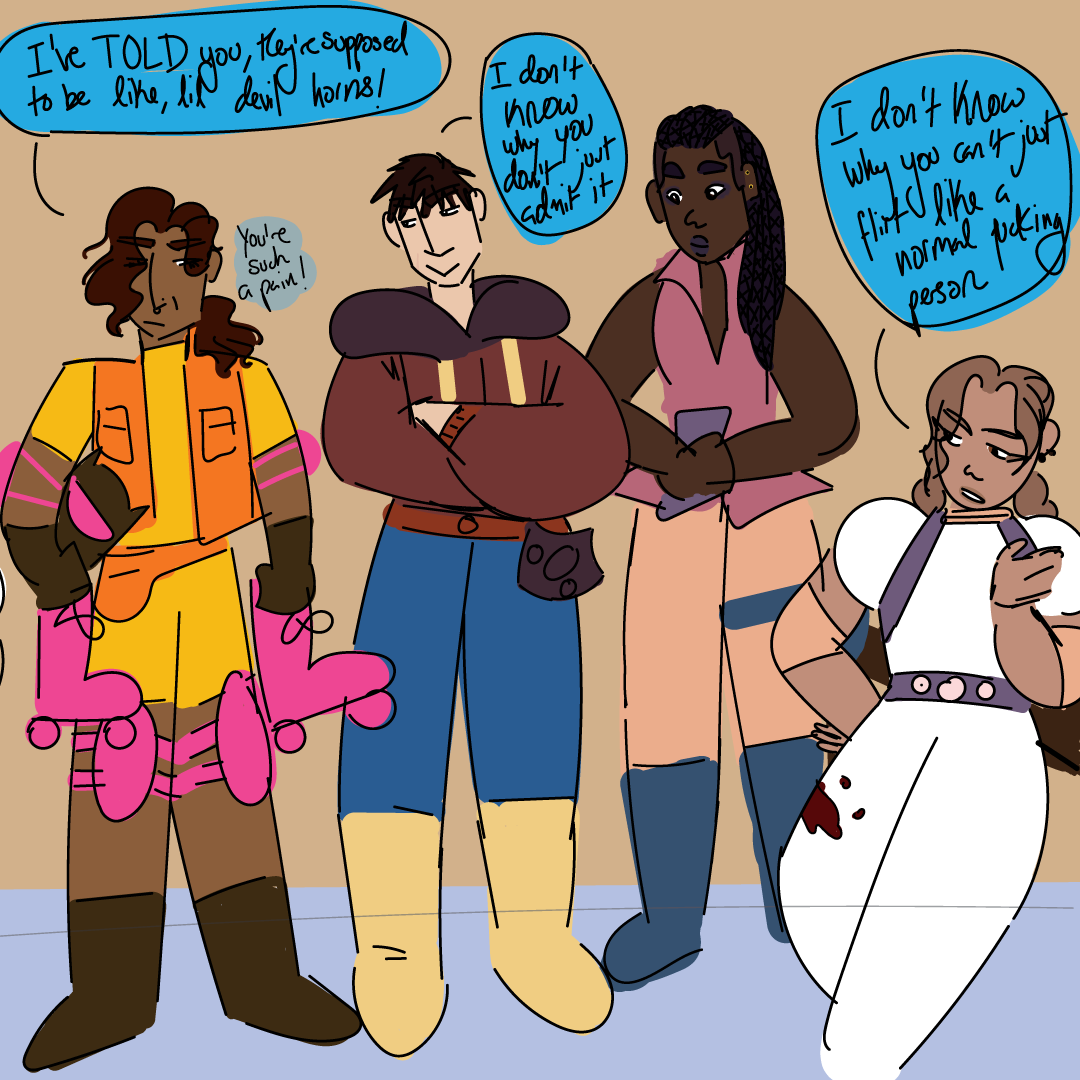 I've TOLD you, they're supposed
to be like, lil devil horns!
You're
such
a pain!
I don't
know
why you
don't just
admit it
I don't know
why you can't just
flirt like a
normal fucking
person